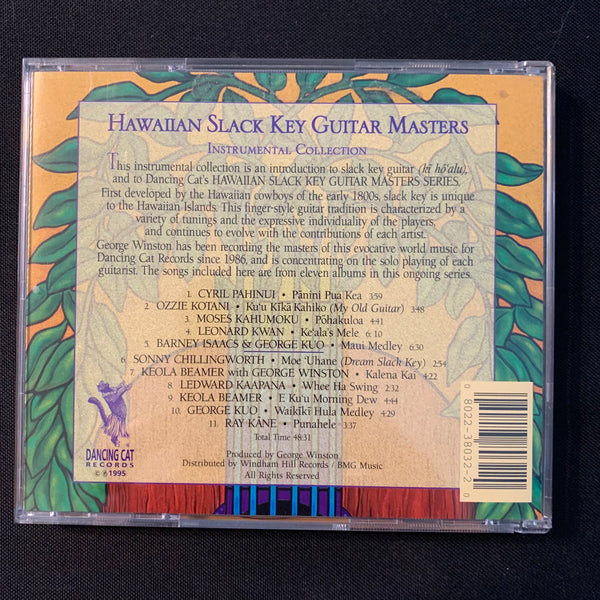 HAWAIIAN SLACK KEY GUITAR MASTERS
INSTRUMENTAL COLLECTION
This instrumental collection is an introduction to slack key guitar (kī hō'alu),
and to Dancing Cat's HAWAIIAN SLACK KEY GUITAR MASTERS SERIES.
First developed by the Hawaiian cowboys of the early 1800s, slack key is unique
to the Hawaiian Islands. This finger-style guitar tradition is characterized by a
variety of tunings and the expressive individuality of the players,
and continues to evolve with the contributions of each artist.
George Winston has been recording the masters of this evocative world music for
Dancing Cat Records since 1986, and is concentrating on the solo playing of each
guitarist. The songs included here are from eleven albums in this ongoing series.
1. CYRIL PAHINUI • Pānini Pua Kea 3:59
2. OZZIE KOTANI • Ku'u Kīkā Kahiko (My Old Guitar) 3:48
3. MOSES KAHUMOKU • Pōhakuloa 4:41
4. LEONARD KWAN • Ke'ala's Mele 6:10
5. BARNEY ISAACS & GEORGE KUO • Maui Medley 6:30
6. SONNY CHILLINGWORTH • Moe 'Uhane (Dream Slack Key) 2:54
7. KEOLA BEAMER with GEORGE WINSTON • Kalena Kai 4:22
8. LEDWARD KAAPANA • Whee Ha Swing 2:32
9. KEOLA BEAMER • E Ku'u Morning Dew 4:44
10. GEORGE KUO • Waikīkī Hula Medley 4:29
11. RAY KANE • Punahele 3:37
Total Time 48:31
Produced by George Winston
Distributed by Windham Hill Records / BMG Music
All Rights Reserved
DANCING CAT
RECORDS
© ℗ 1995
0 8022-38032-2 0